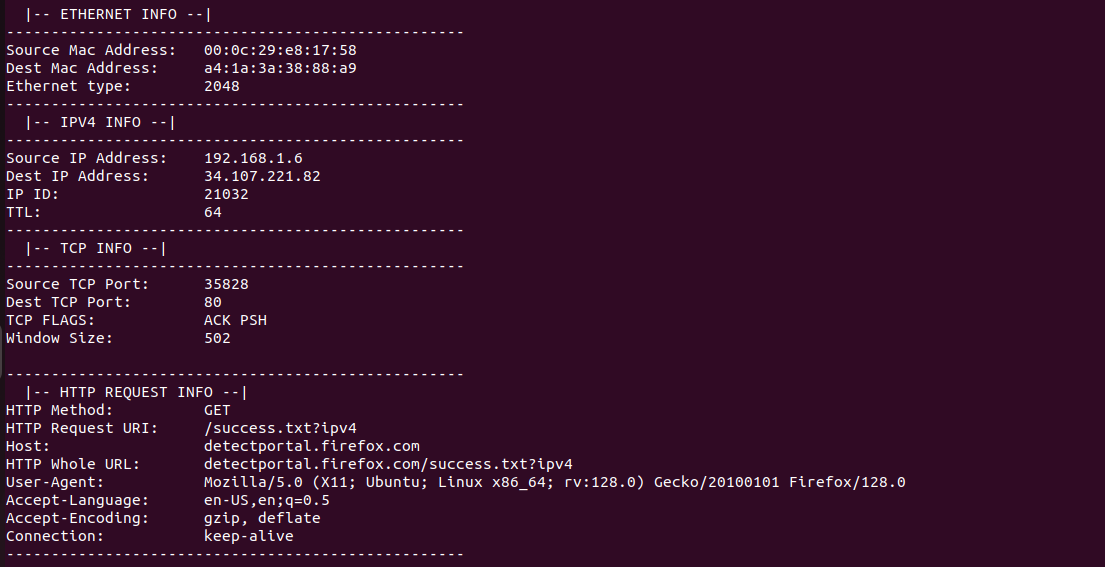 |-- ETHERNET INFO --|
---------------------------------------------------
Source Mac Address:   00:0c:29:e8:17:58
Dest Mac Address:     a4:1a:3a:38:88:a9
Ethernet type:        2048
---------------------------------------------------
|-- IPV4 INFO --|
---------------------------------------------------
Source IP Address:    192.168.1.6
Dest IP Address:      34.107.221.82
IP ID:                21032
TTL:                  64
---------------------------------------------------
|-- TCP INFO --|
---------------------------------------------------
Source TCP Port:      35828
Dest TCP Port:        80
TCP FLAGS:            ACK PSH
Window Size:          502
---------------------------------------------------
|-- HTTP REQUEST INFO --|
HTTP Method:          GET
HTTP Request URI:     /success.txt?ipv4
Host:                 detectportal.firefox.com
HTTP Whole URL:       detectportal.firefox.com/success.txt?ipv4
User-Agent:           Mozilla/5.0 (X11; Ubuntu; Linux x86_64; rv:128.0) Gecko/20100101 Firefox/128.0
Accept-Language:      en-US,en;q=0.5
Accept-Encoding:      gzip, deflate
Connection:           keep-alive
---------------------------------------------------